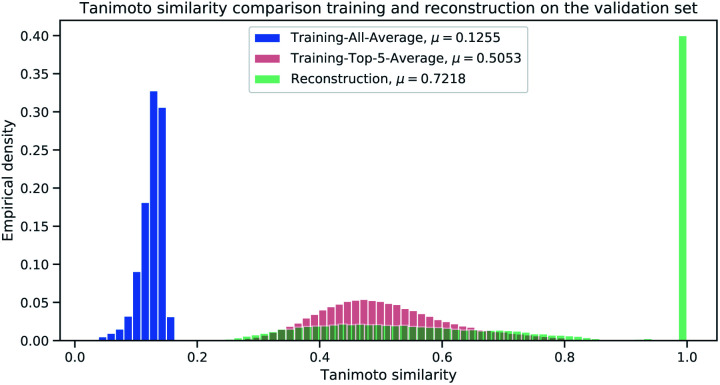 Tanimoto similarity comparison training and reconstruction on the validation set
Training-All-Average, μ = 0.1255
Training-Top-5-Average, μ = 0.5053
Reconstruction, μ = 0.7218
Empirical density
0.40
0.35
0.30
0.25
0.20
0.15
0.10
0.05
0.00
0.0 0.2 0.4 0.6 0.8 1.0
Tanimoto similarity